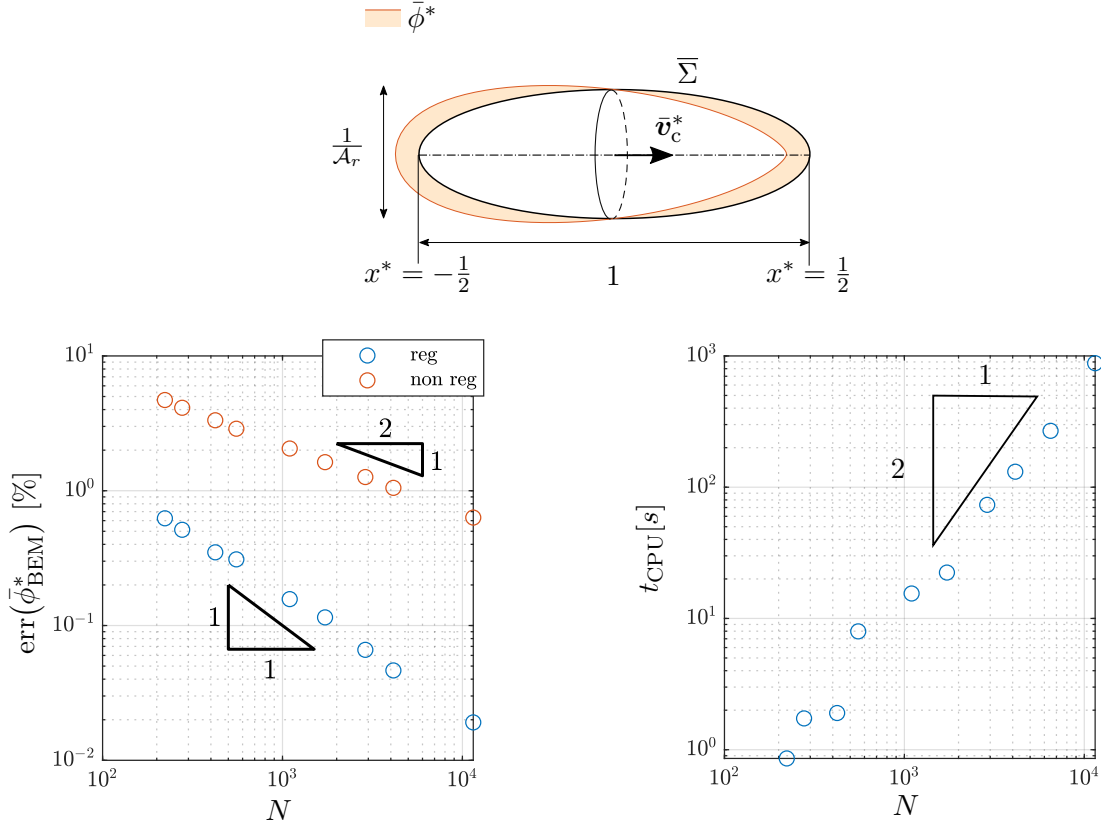 ϕ̄*
Σ̅
v̄*_c
1/𝒜_r
x* = -1/2
1
x* = 1/2
reg
non reg
10^1
10^0
10^-1
10^-2
2
1
1
1
10^2
10^3
10^4
N
err(ϕ̄*_BEM) [%]
10^3
10^2
10^1
10^0
1
2
10^2
10^3
10^4
N
t_CPU[s]